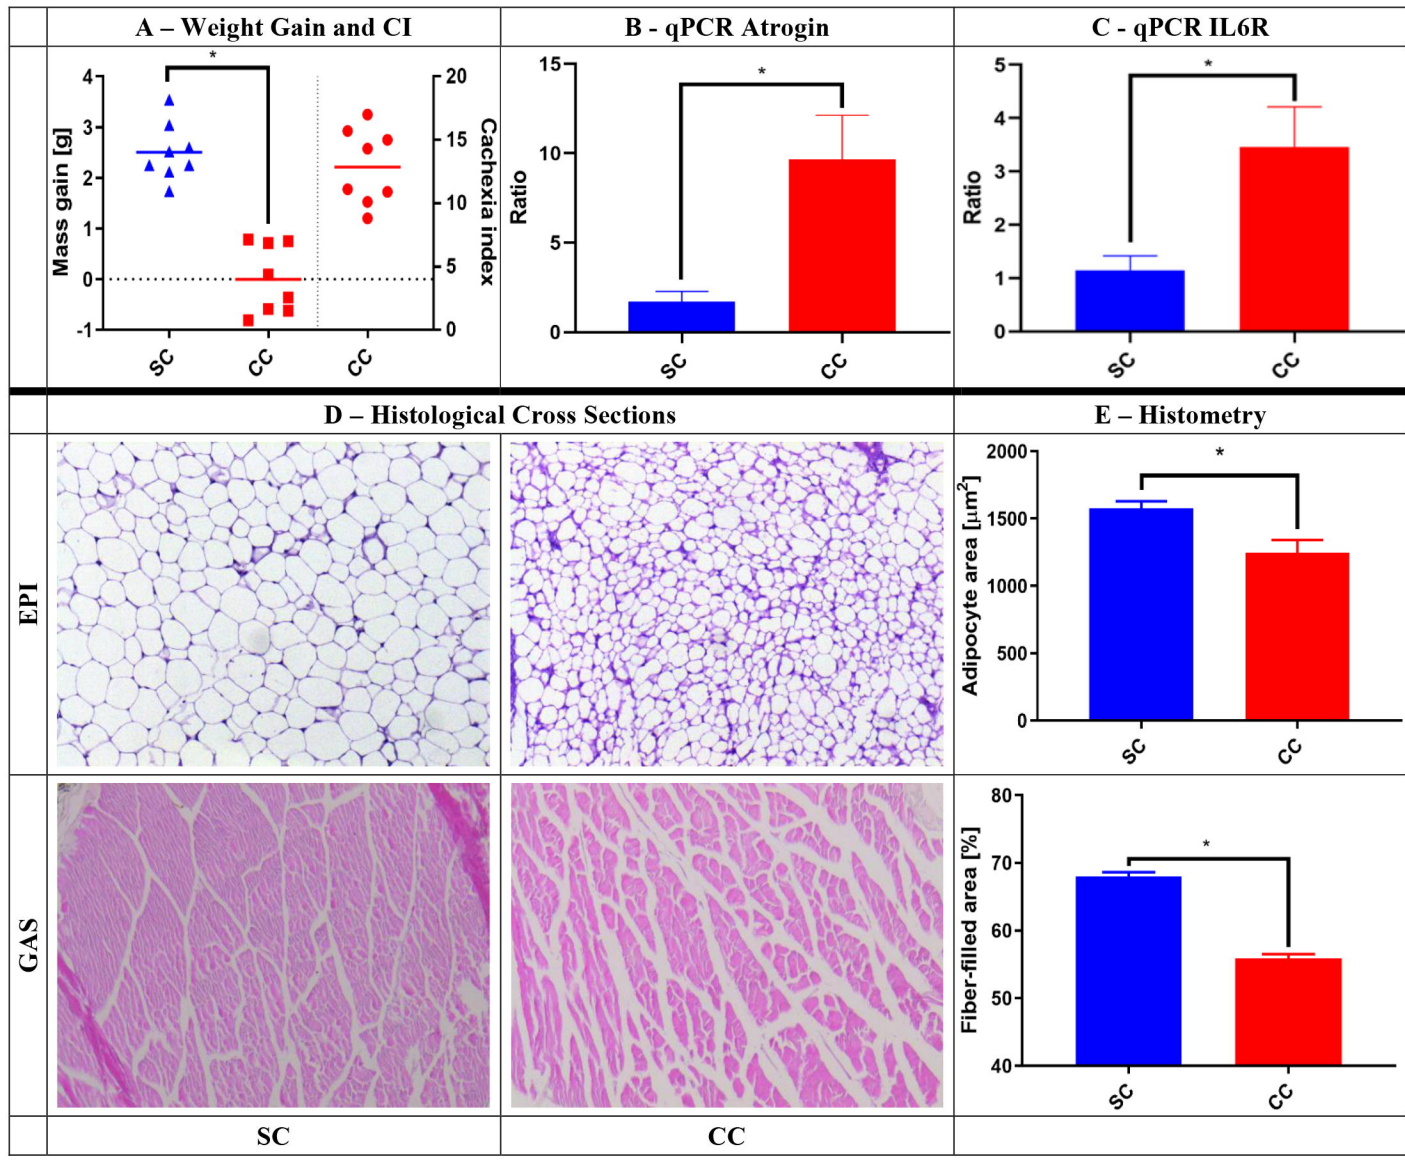 A – Weight Gain and CI
B - qPCR Atrogin
C - qPCR IL6R
Mass gain [g]
4
3
2
1
0
-1
*
20
15
10
5
0
Cachexia index
SC
CC
CC
Ratio
15
10
5
0
*
SC
CC
Ratio
5
4
3
2
1
0
*
SC
CC
D – Histological Cross Sections
E – Histometry
EPI
Adipocyte area [µm²]
2000
1500
1000
500
0
*
SC
CC
GAS
Fiber-filled area [%]
80
70
60
50
40
*
SC
CC
SC
CC